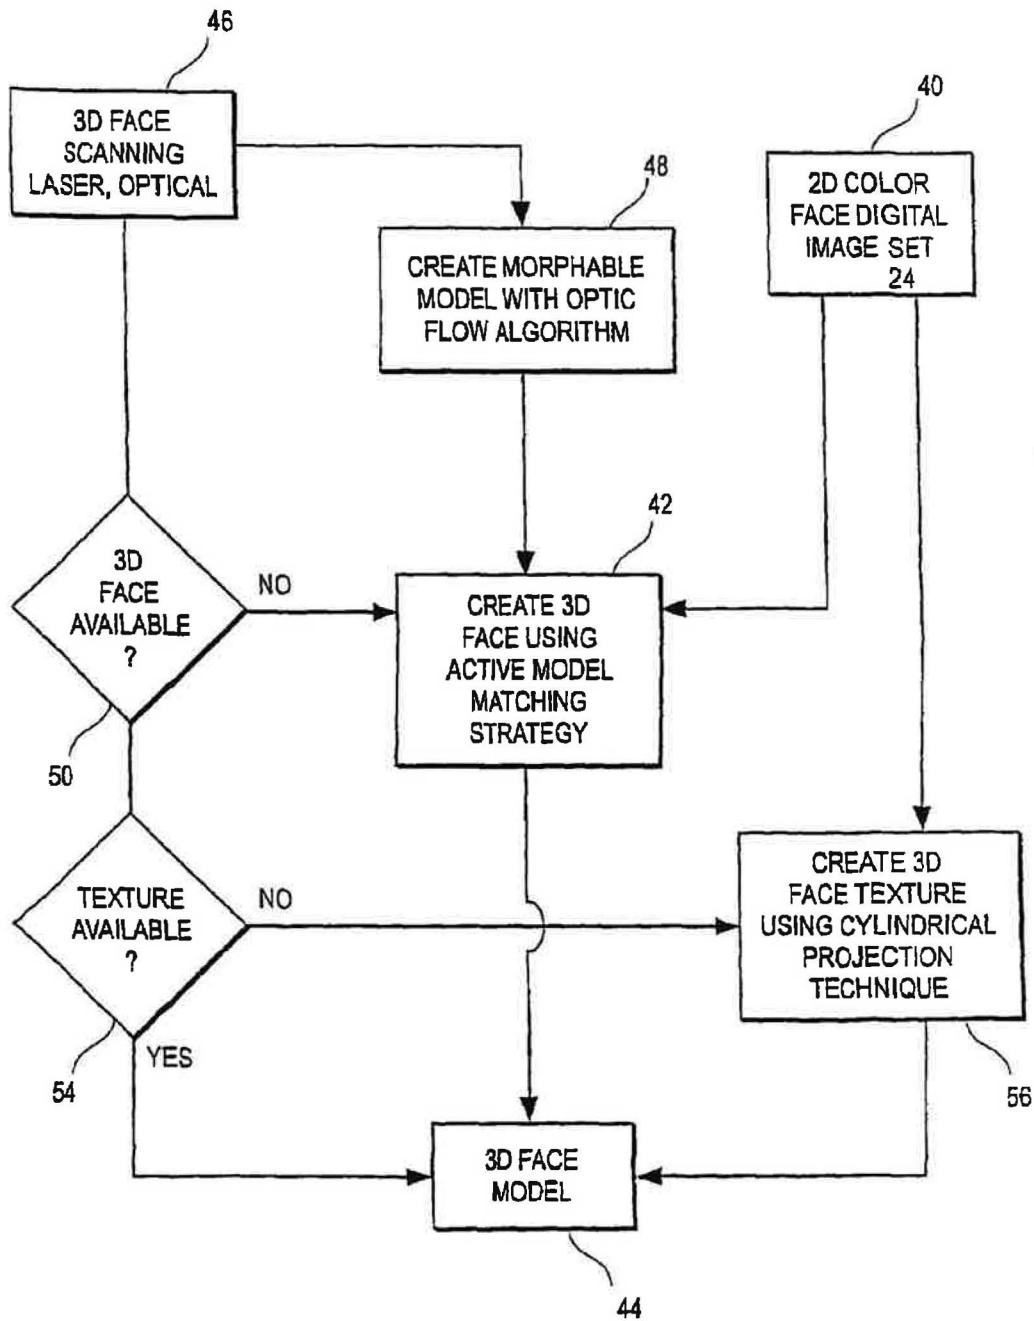 46
3D FACE
SCANNING
LASER, OPTICAL
40
2D COLOR
FACE DIGITAL
IMAGE SET
24
48
CREATE MORPHABLE
MODEL WITH OPTIC
FLOW ALGORITHM
42
3D
FACE
AVAILABLE
?
NO
50
CREATE 3D
FACE USING
ACTIVE MODEL
MATCHING
STRATEGY
TEXTURE
AVAILABLE
?
NO
YES
54
CREATE 3D
FACE TEXTURE
USING CYLINDRICAL
PROJECTION
TECHNIQUE
56
3D FACE
MODEL
44